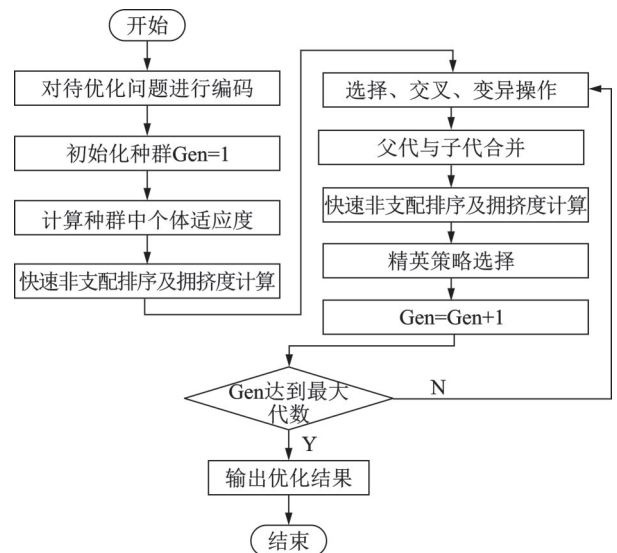 开始
对待优化问题进行编码
初始化种群Gen=1
计算种群中个体适应度
快速非支配排序及拥挤度计算
选择、交叉、变异操作
父代与子代合并
快速非支配排序及拥挤度计算
精英策略选择
Gen=Gen+1
Gen达到最大
代数
N
Y
输出优化结果
结束